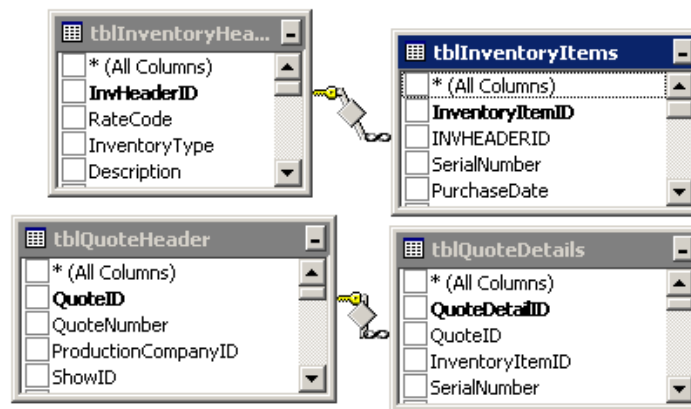 tblInventoryHea...
* (All Columns)
InvHeaderID
RateCode
InventoryType
Description
tblInventoryItems
* (All Columns)
InventoryItemID
INVHEADERID
SerialNumber
PurchaseDate
tblQuoteHeader
* (All Columns)
QuoteID
QuoteNumber
ProductionCompanyID
ShowID
tblQuoteDetails
* (All Columns)
QuoteDetailID
QuoteID
InventoryItemID
SerialNumber